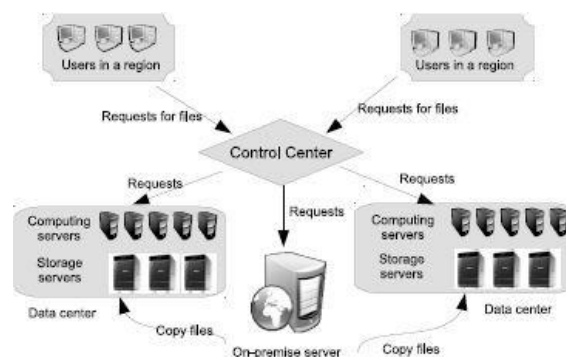 Users in a region
Users in a region
Requests for files
Requests for files
Control Center
Requests
Requests
Requests
Computing
servers
Storage
servers
Data center
Computing
servers
Storage
servers
Data center
Copy files
On-premise server
Copy files